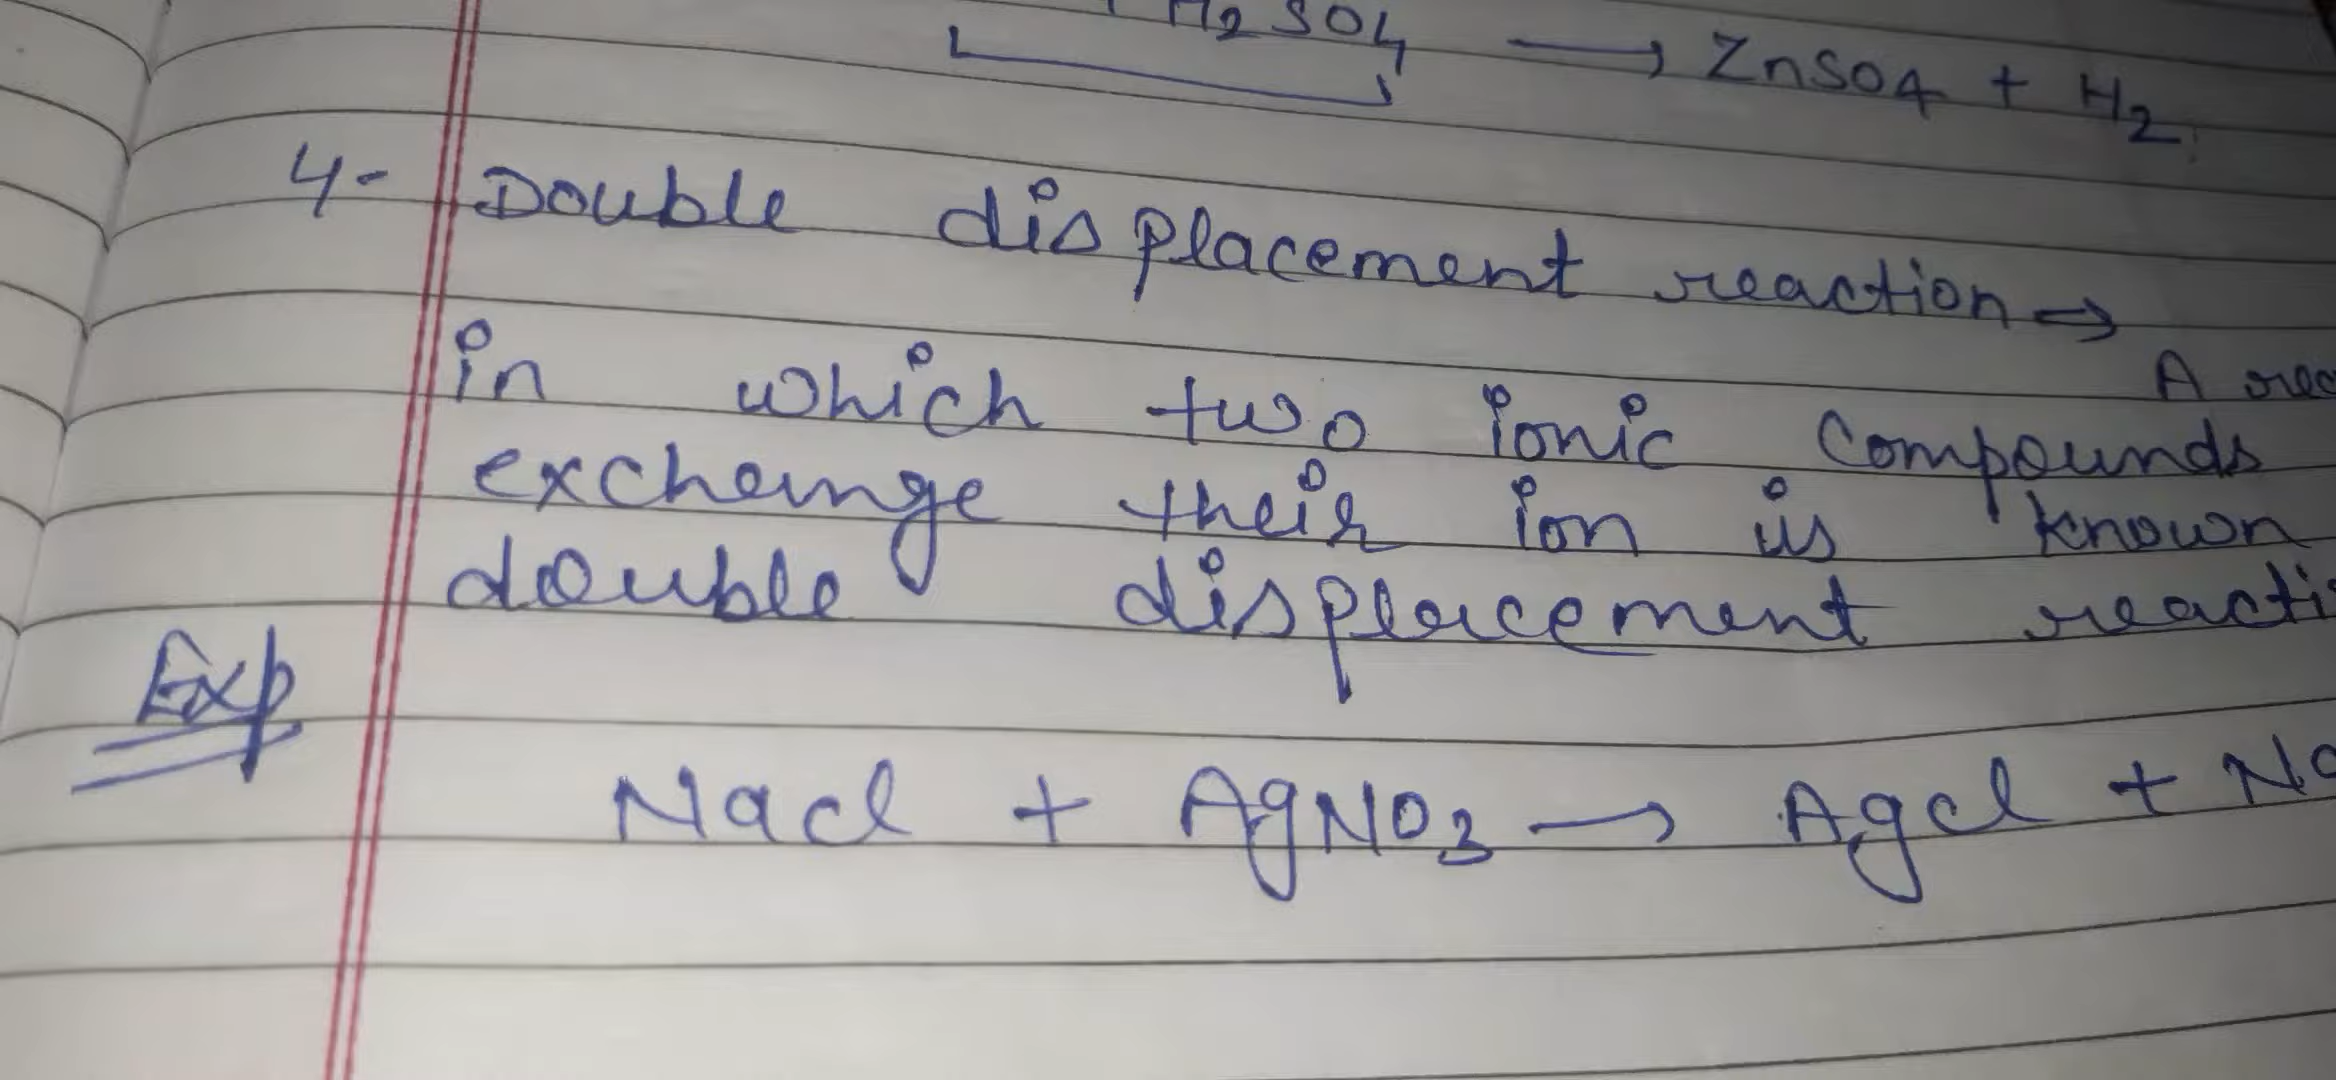 H2SO4 → ZnSO4 + H2
4- Double displacement reaction →
A
in which two ionic compounds
exchange their ion is known
double displacement
Exp
Nacl + AgNO3 → Agcl +